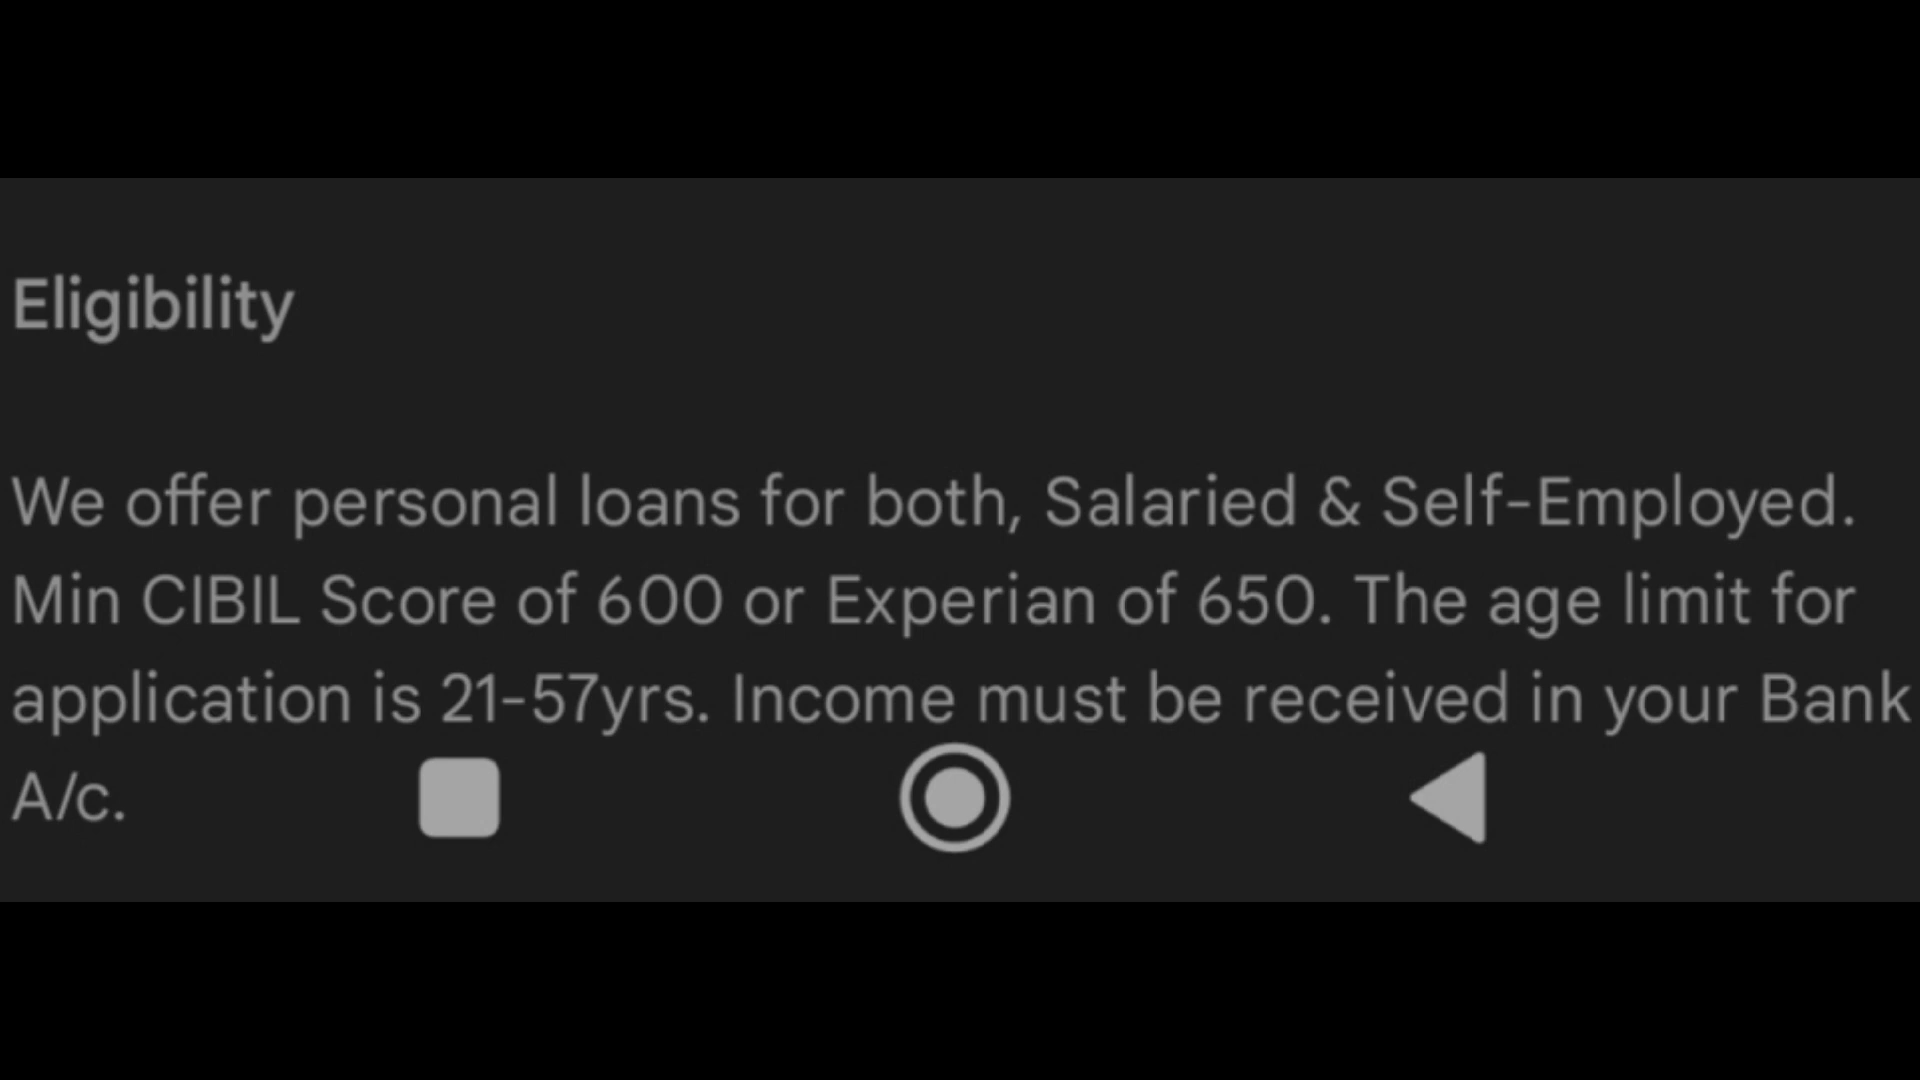 Eligibility
We offer personal loans for both, Salaried & Self-Employed.
Min CIBIL Score of 600 or Experian of 650. The age limit for
application is 21-57yrs. Income must be received in your Bank
A/c.